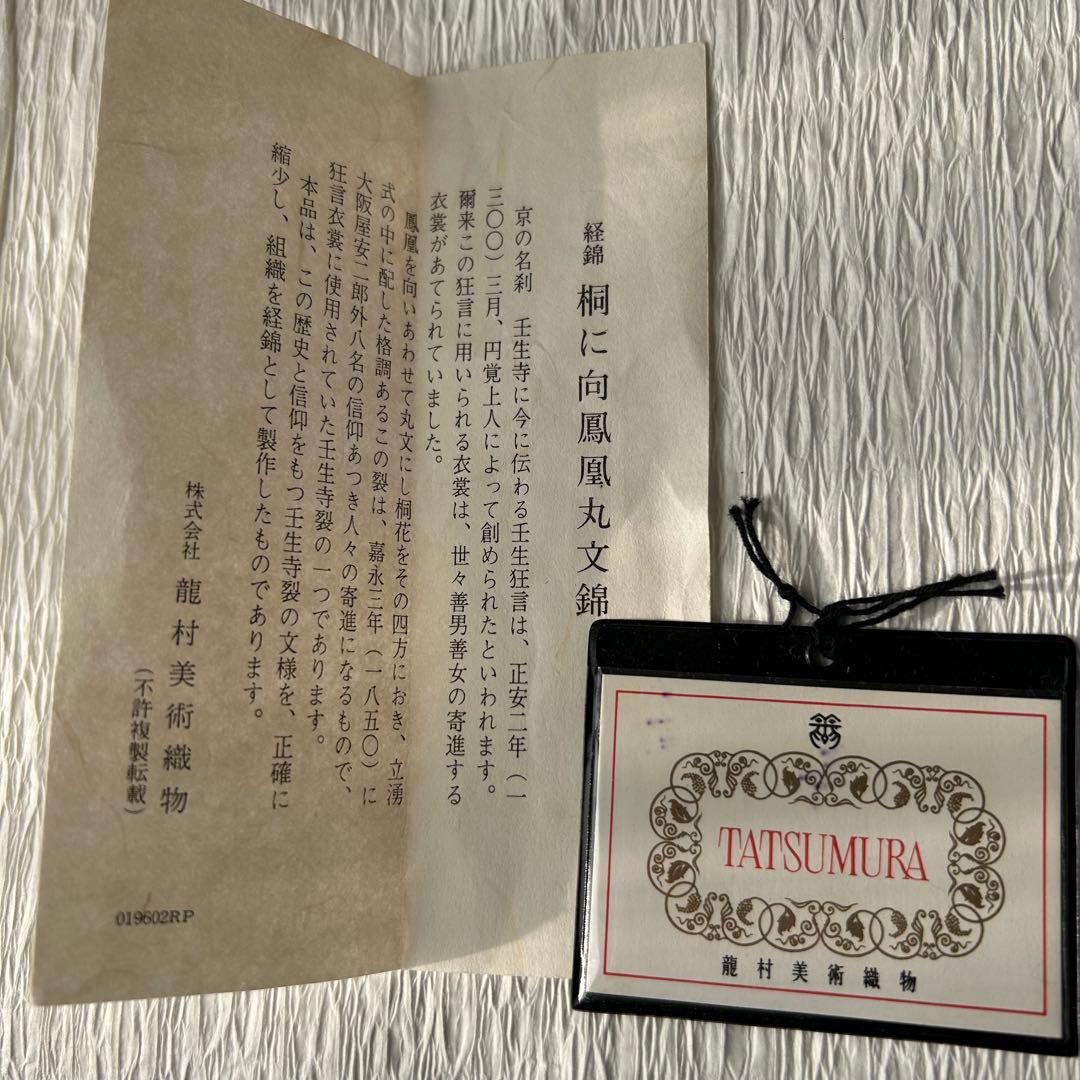 経錦 桐に向鳳凰丸文錦
京の名刹 壬生寺に今に伝わる壬生狂言は、正安二年（一
三〇〇）三月、円覚上人によって創められたといわれます。
爾来この狂言に用いられる衣裳は、世々善男善女の寄進する
衣裳があてられていました。
鳳凰を向いあわせて丸文にし桐花をその四方におき、立湧
式の中に配した格調あるこの裂は、嘉永三年（一八五〇）に
大阪屋安二郎外八名の信仰あつき人々の寄進になるもので、
狂言衣裳に使用されていた壬生寺裂の一つであります。
本品は、この歴史と信仰をもつ壬生寺裂の文様を、正確に
縮少し、組織を経錦として製作したものであります。
株式会社 龍村美術織物
（不許複製転載）
019602RP
TATSUMURA
龍村美術織物